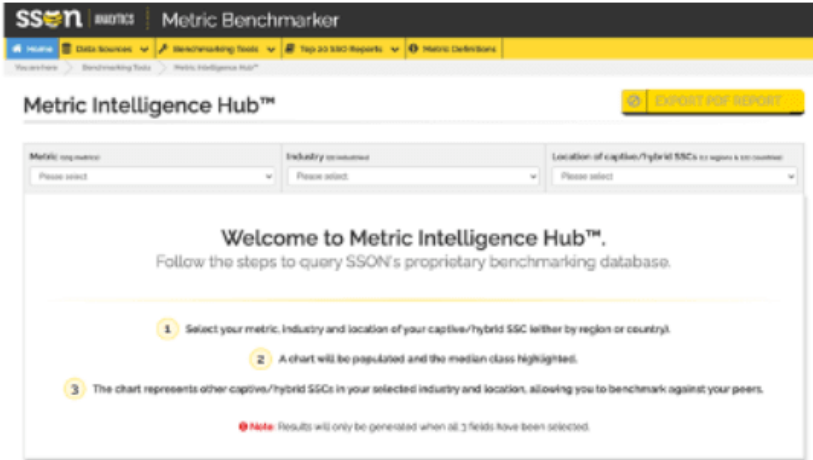 SSON ANALYTICS Metric Benchmarker
Home Data Sources Benchmarking Tools Top 20 SSO Reports Metric Definitions
You are here Benchmarking Tools Metric Intelligence Hub™
Metric Intelligence Hub™
EXPORT PDF REPORT
Metric Industry Location of captive/hybrid SSCs
Please select Please select Please select
Welcome to Metric Intelligence Hub™.
Follow the steps to query SSON's proprietary benchmarking database.
1 Select your metric, industry and location of your captive/hybrid SSC (either by region or country).
2 A chart will be populated and the median class highlighted.
3 The chart represents other captive/hybrid SSCs in your selected industry and location, allowing you to benchmark against your peers.
Note: Results will only be generated when all 3 fields have been selected.